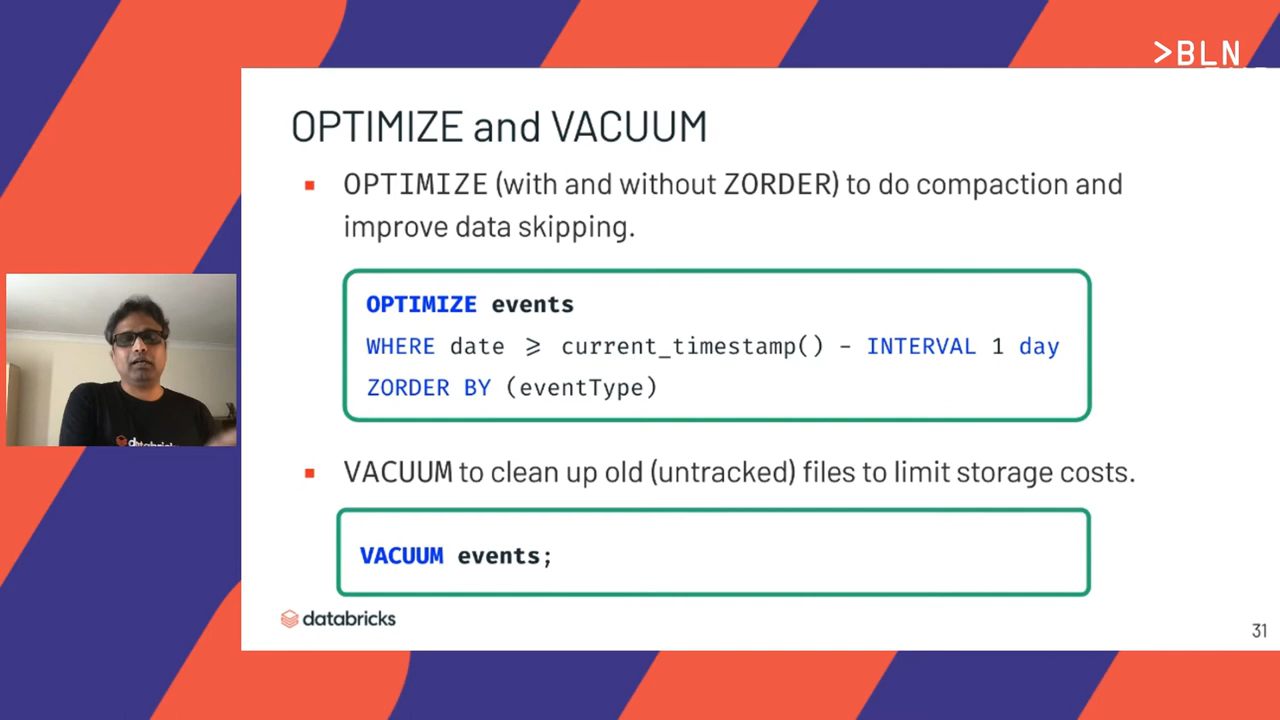 >BLN
OPTIMIZE and VACUUM
▪ OPTIMIZE (with and without ZORDER) to do compaction and
improve data skipping.
OPTIMIZE events
WHERE date ⩾ current_timestamp() - INTERVAL 1 day
ZORDER BY (eventType)
▪ VACUUM to clean up old (untracked) files to limit storage costs.
VACUUM events;
databricks
databricks
31